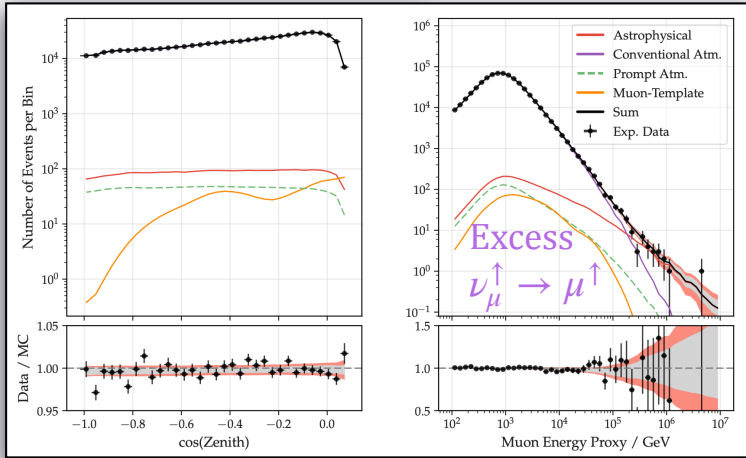 Number of Events per Bin
10⁴
10³
10²
10¹
10⁰
10⁶
10⁵
10⁴
10³
10²
10¹
10⁰
10⁻¹
Astrophysical
Conventional Atm.
Prompt Atm.
Muon-Template
Sum
Exp. Data
Excess
ν_μ^↑ → μ^↑
Data / MC
1.05
1.00
0.95
−1.0 −0.8 −0.6 −0.4 −0.2 0.0
cos(Zenith)
1.5
1.0
0.5
10² 10³ 10⁴ 10⁵ 10⁶ 10⁷
Muon Energy Proxy / GeV